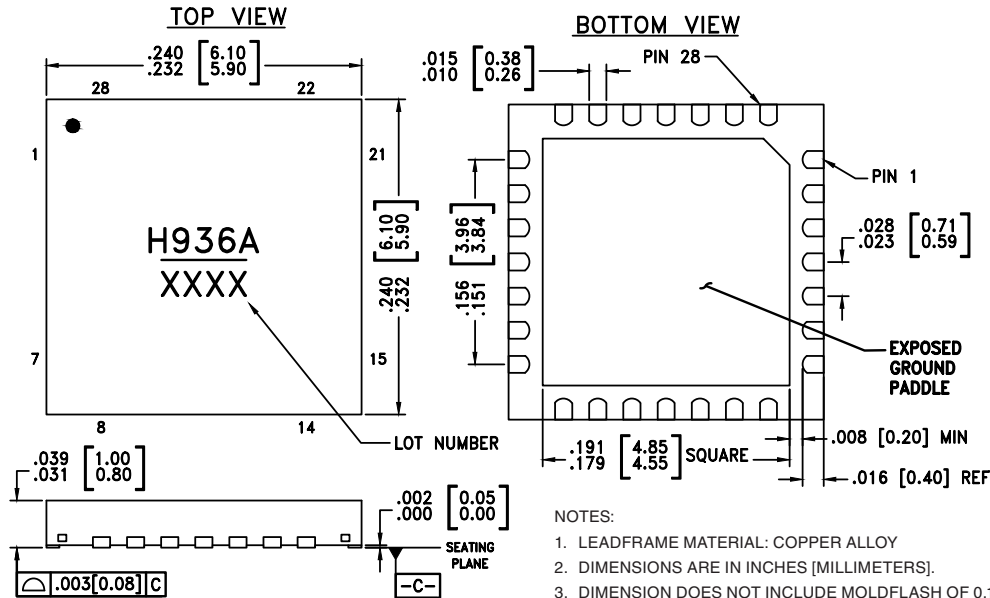 TOP VIEW
.240 [6.10]
.232 [5.90]
28
22
1
21
H936A
XXXX
[6.10]
[5.90]
.240
.232
7
15
8
14
LOT NUMBER
.039 [1.00]
.031 [0.80]
.002 [0.05]
.000 [0.00]
SEATING
PLANE
.003[0.08] C
-C-
BOTTOM VIEW
.015 [0.38]
.010 [0.26]
PIN 28
PIN 1
[3.96]
[3.84]
.156
.151
.028 [0.71]
.023 [0.59]
EXPOSED
GROUND
PADDLE
.191 [4.85]
.179 [4.55]
SQUARE
.008 [0.20] MIN
.016 [0.40] REF
NOTES:
1. LEADFRAME MATERIAL: COPPER ALLOY
2. DIMENSIONS ARE IN INCHES [MILLIMETERS].
3. DIMENSION DOES NOT INCLUDE MOLDFLASH OF